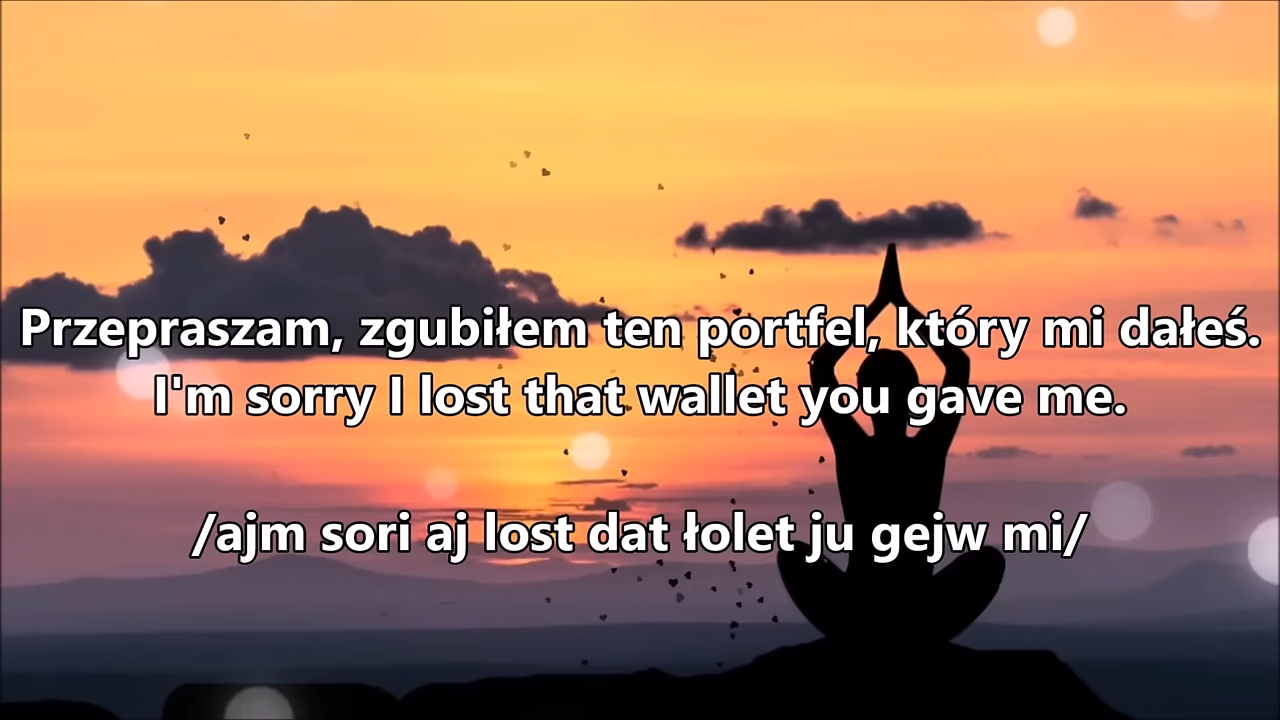 Przepraszam, zgubiłem ten portfel, który mi dałeś.
I'm sorry I lost that wallet you gave me.
/ajm sori aj lost dat łolet ju gejw mi/